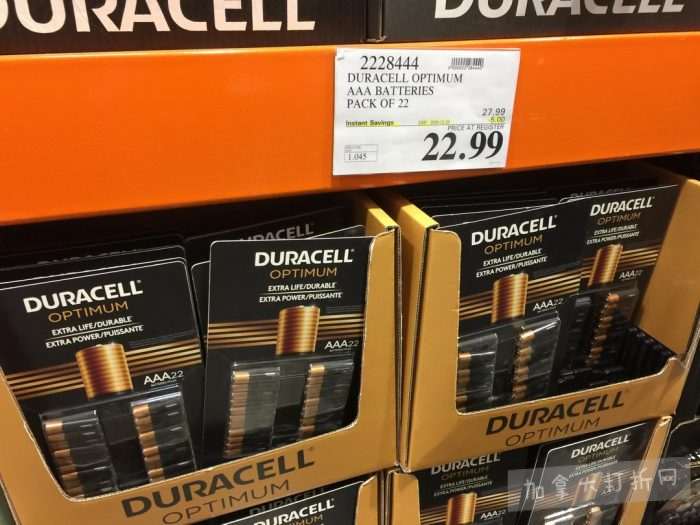 DURACELL
DURACELL
2228444
DURACELL OPTIMUM
AAA BATTERIES
PACK OF 22
27.99
Instant Savings
-5.00
PRICE AT REGISTER
1.045
22.99
DURACELL
OPTIMUM
EXTRA LIFE/DURABLE
EXTRA POWER/PUISSANTE
AAA22
DURACELL
OPTIMUM
EXTRA LIFE/DURABLE
EXTRA POWER/PUISSANTE
AAA22
DURACELL
OPTIMUM
EXTRA LIFE/DURABLE
EXTRA POWER/PUISSANTE
AAA22
DURACELL
OPTIMUM
EXTRA LIFE/DURABLE
EXTRA POWER/PUISSANTE
AAA22
DURACELL
OPTIMUM
DURACELL
OPTIMUM
DURACELL
DURACELL
OPTIMUM
DURACELL
OPTIMUM
加拿大打折网